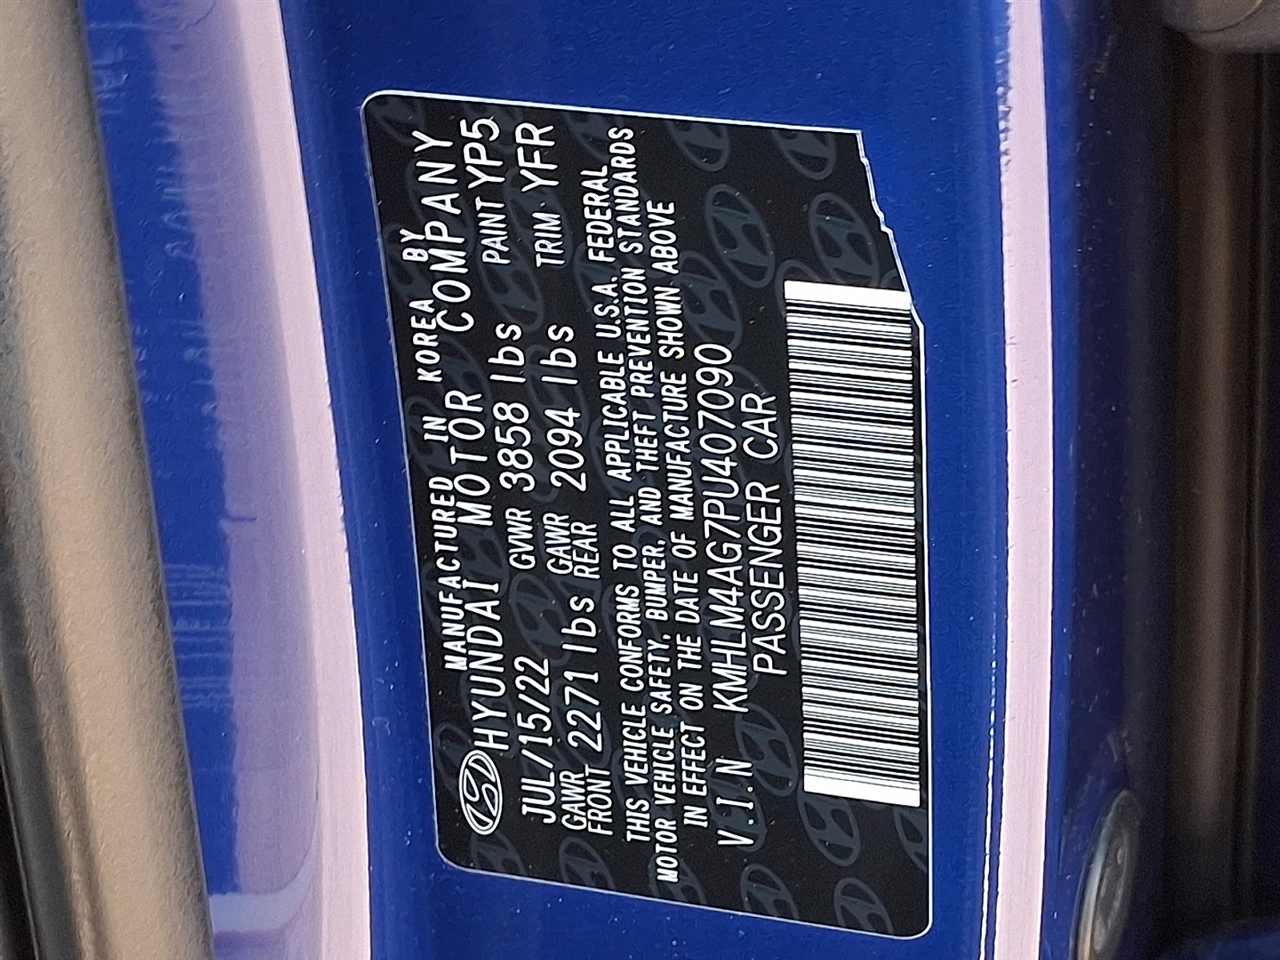 MANUFACTURED IN KOREA BY
HYUNDAI MOTOR COMPANY
JUL/15/22 GVWR 3858 lbs PAINT YP5
GAWR FRONT 2271 lbs GAWR REAR 2094 lbs TRIM YFR
THIS VEHICLE CONFORMS TO ALL APPLICABLE U.S.A. FEDERAL
MOTOR VEHICLE SAFETY, BUMPER, AND THEFT PREVENTION STANDARDS
IN EFFECT ON THE DATE OF MANUFACTURE SHOWN ABOVE
V.I.N KMHLM4AG7PU407090
PASSENGER CAR